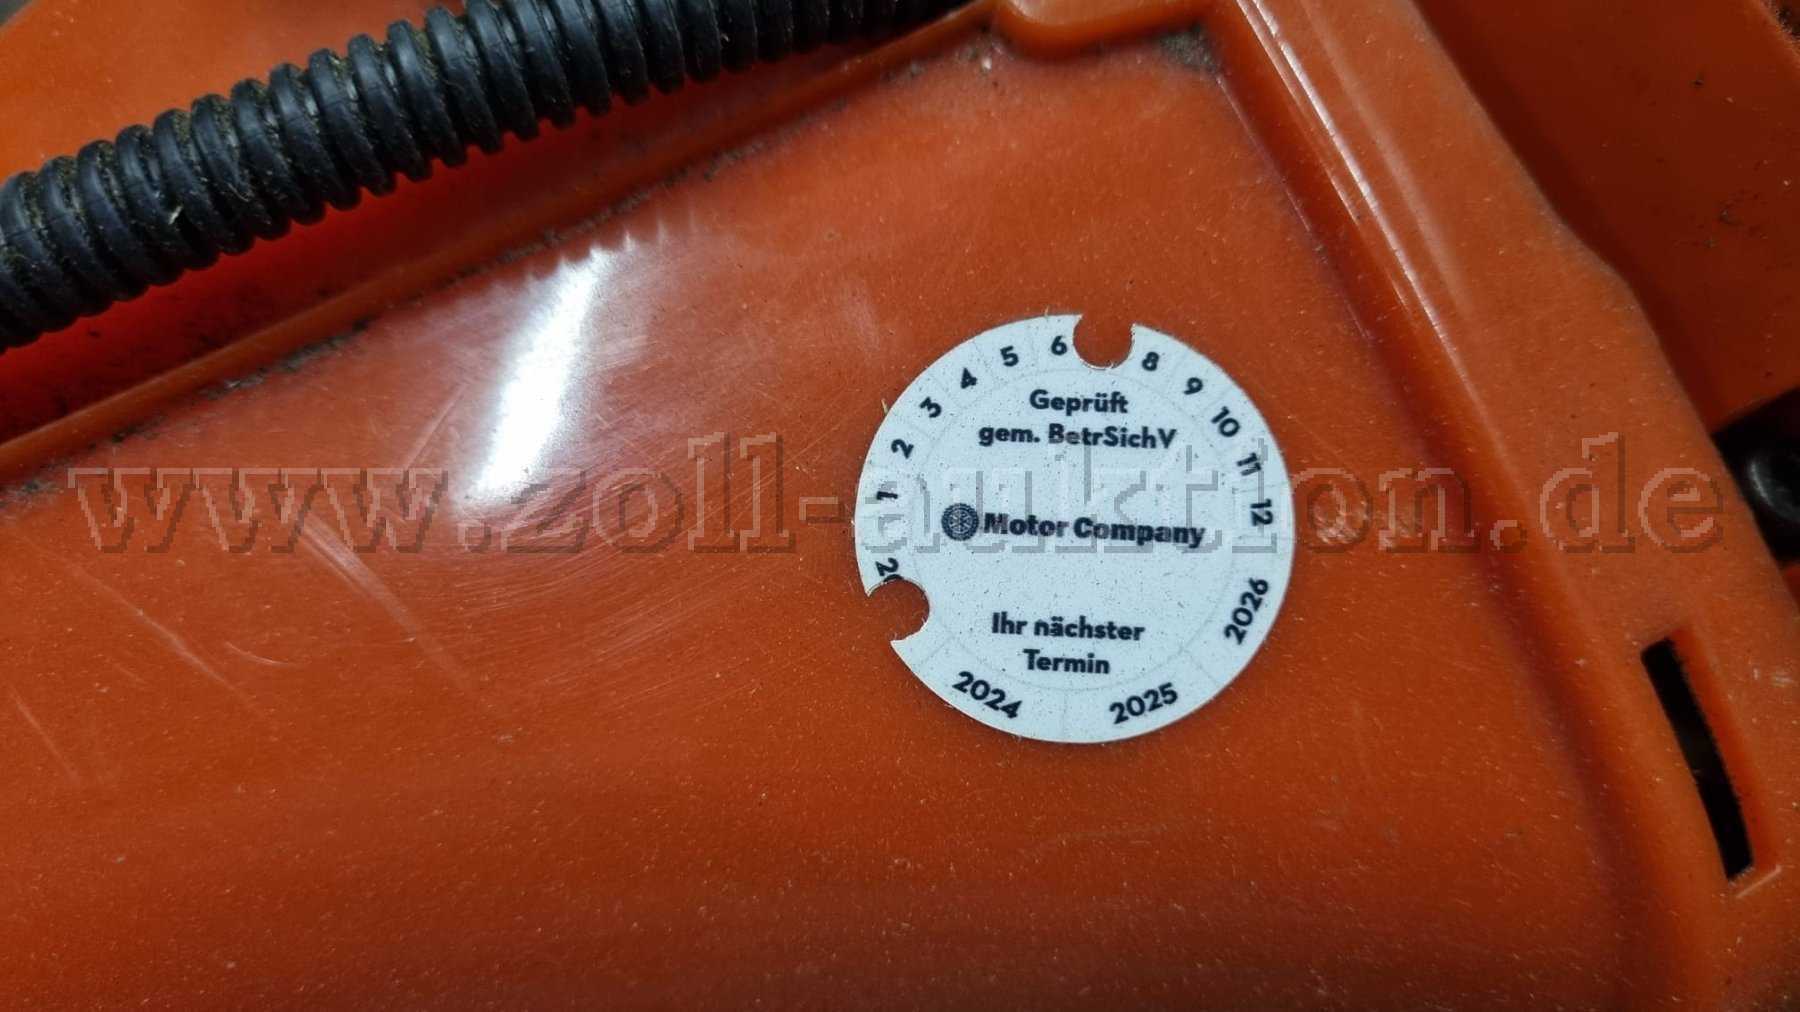 1 2 3 4 5 6 8 9 10 11 12
Geprüft
gem. BetrSichV
Motor Company
Ihr nächster
Termin
2024 2025 2026
www.zoll-auktion.de